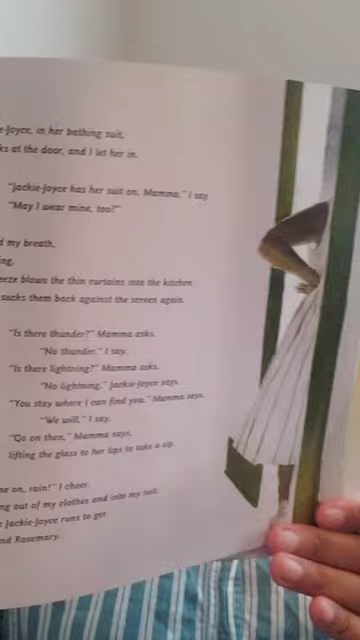 e-Joyce, in her bathing suit,
ks at the door, and I let her in.
"Jackie-Joyce has her suit on, Mamma," I say
"May I wear mine, too?"
d my breath,
ng,
eeze blows the thin curtains into the kitchen
sucks them back against the screen again.
"Is there thunder?" Mamma asks.
"No thunder," I say.
"Is there lightning?" Mamma asks.
"No lightning," Jackie-Joyce says.
"You stay where I can find you," Mamma says.
"We will," I say.
"Go on then," Mamma says,
lifting the glass to her lips to take a sip.
ne on, rain!" I cheer.
ng out of my clothes and into my suit.
Jackie-Joyce runs to get
nd Rosemary.